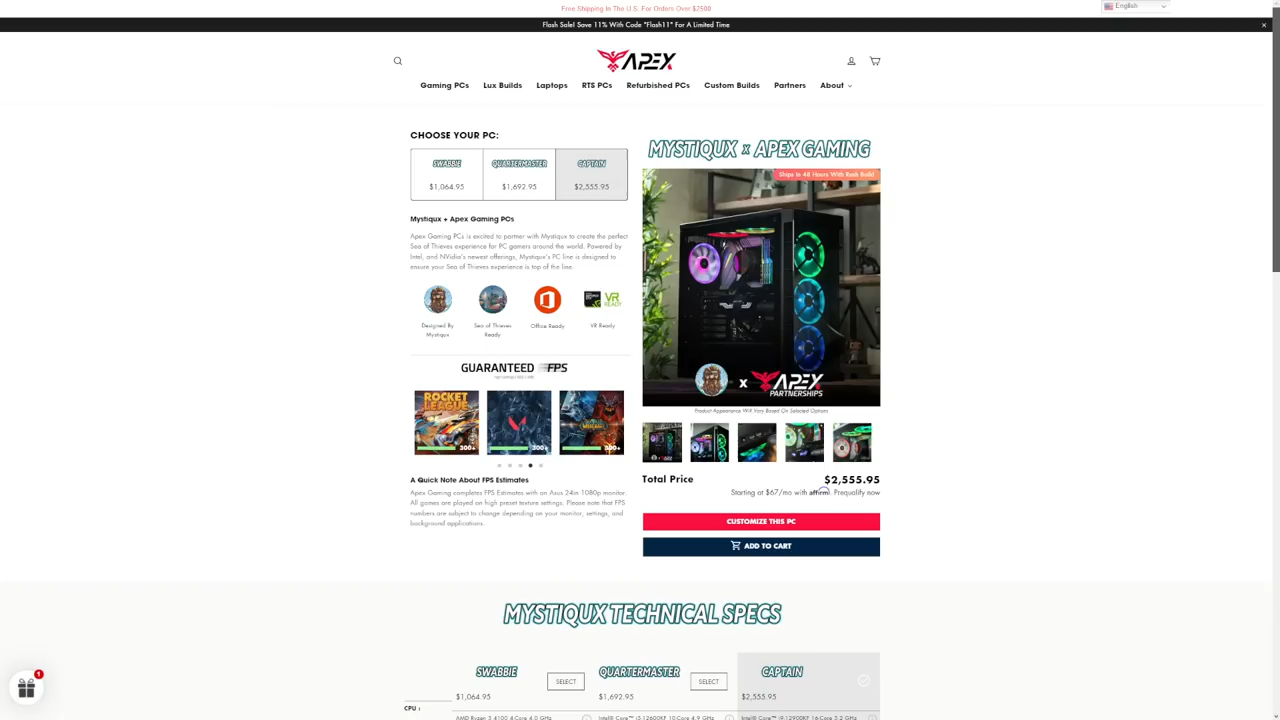 Free Shipping In The U.S. For Orders Over $2500
English
Flash Sale! Save 11% With Code "Flash11" For A Limited Time
×
APEX
Gaming PCs
Lux Builds
Laptops
RTS PCs
Refurbished PCs
Custom Builds
Partners
About
CHOOSE YOUR PC:
SWABBIE
QUARTERMASTER
CAPTAIN
$1,064.95
$1,692.95
$2,555.95
Mystiqux + Apex Gaming PCs
Apex Gaming PCs is excited to partner with Mystiqux to create the perfect
Sea of Thieves experience for PC gamers around the world. Powered by
Intel, and NVidia's newest offerings, Mystiqux's PC line is designed to
ensure your Sea of Thieves experience is top of the line.
VR
READY
Designed By
Mystiqux
Sea of Thieves
Ready
Office Ready
VR Ready
GUARANTEED FPS
ROCKET
LEAGUE
300+
300+
300+
A Quick Note About FPS Estimates
Apex Gaming completes FPS Estimates with an Asus 24in 1080p monitor.
All games are played on high preset texture settings. Please note that FPS
numbers are subject to change depending on your monitor, settings, and
background applications.
MYSTIQUX x APEX GAMING
Ships In 48 Hours With Rush Build
X APEX
PARTNERSHIPS
Product Appearance Will Vary Based On Selected Options
Total Price
$2,555.95
Starting at $67/mo with affirm. Prequalify now
CUSTOMIZE THIS PC
ADD TO CART
MYSTIQUX TECHNICAL SPECS
SWABBIE
SELECT
QUARTERMASTER
SELECT
CAPTAIN
$1,064.95
$1,692.95
$2,555.95
CPU :
AMD Ryzen 3 4100 4-Core 4.0 GHz
Intel® Core™ i5-12600KF 10-Core 4.9 GHz
Intel® Core™ i9-12900KF 16-Core 5.2 GHz
1